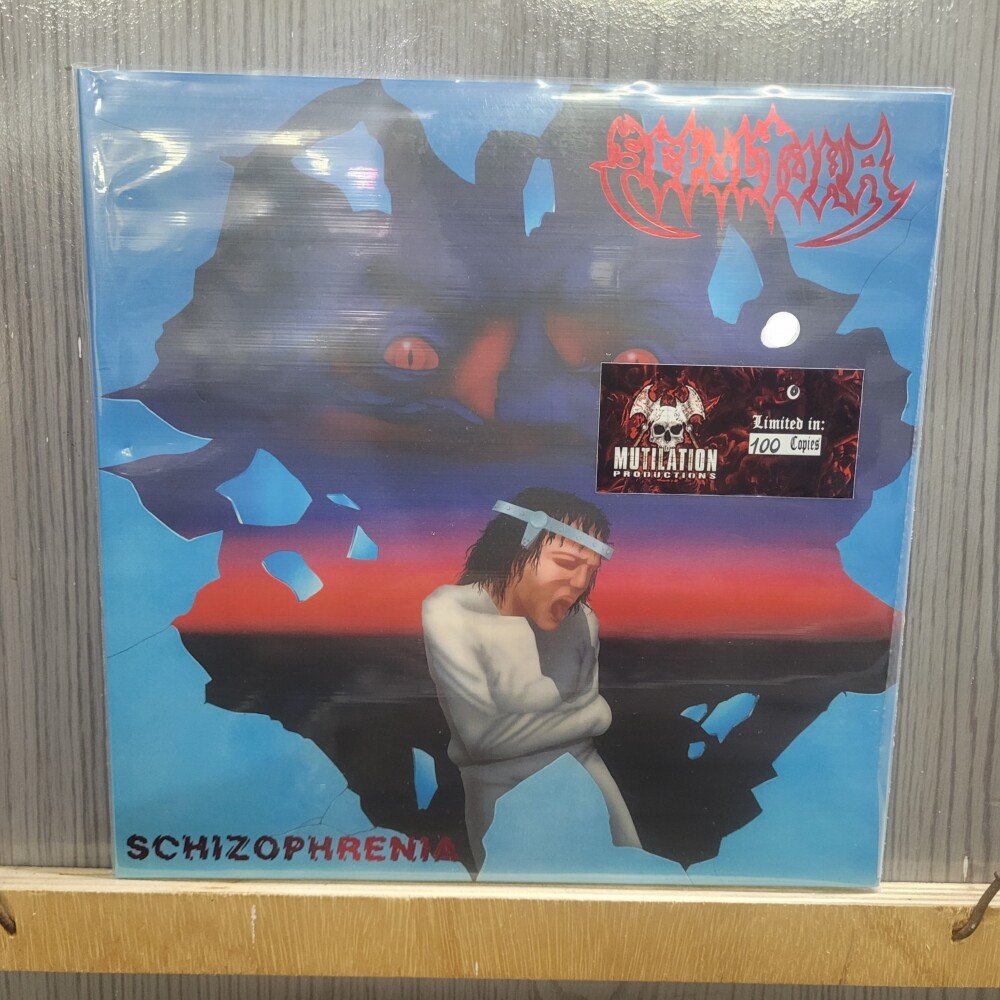 SEPULTURA
Limited in:
100 Copies
MUTILATION
PRODUCTIONS
SCHIZOPHRENIA